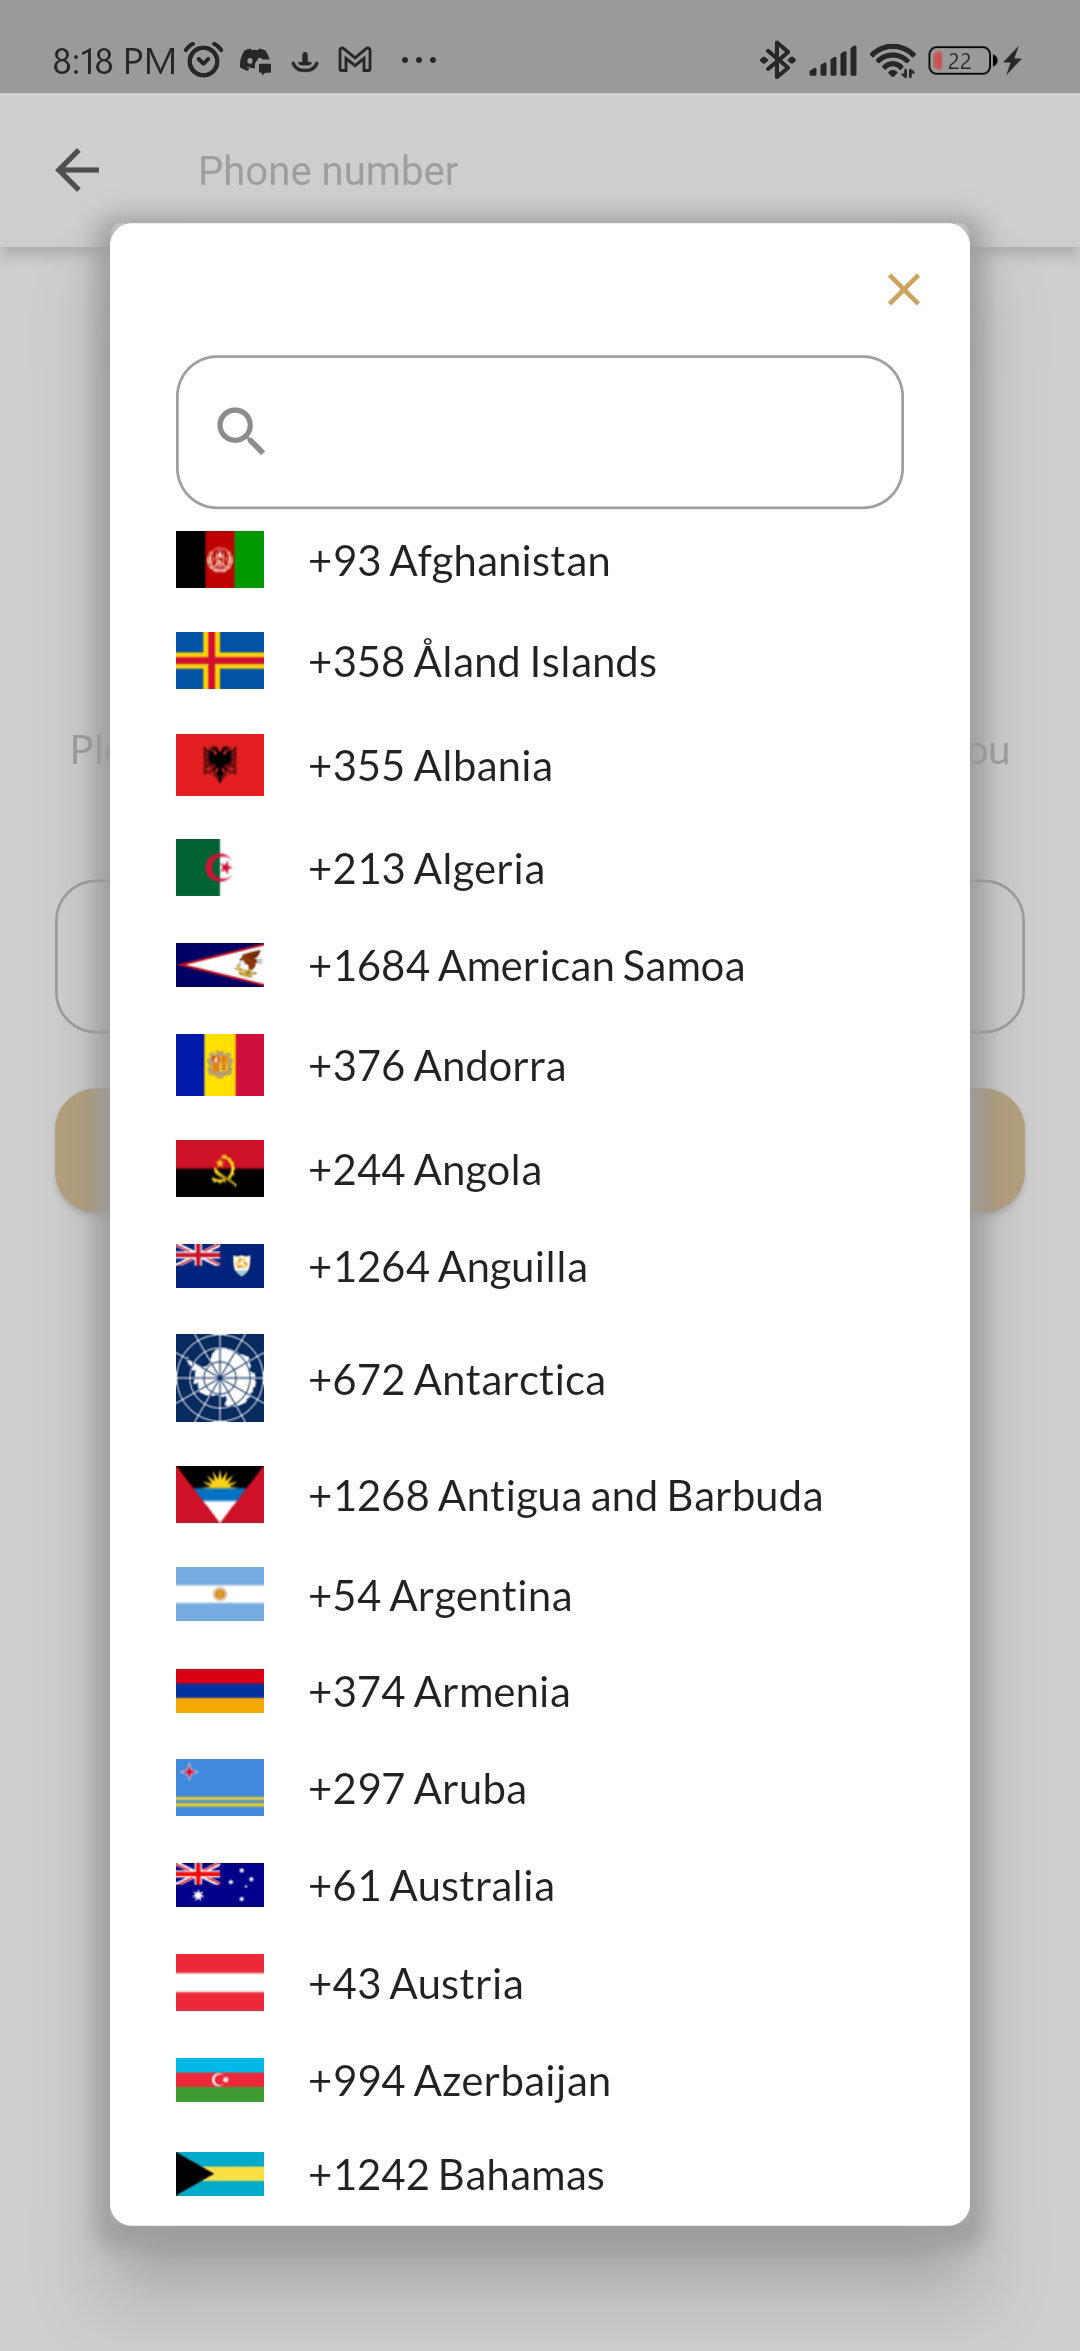 8:18 PM
22
Phone number
+93 Afghanistan
+358 Åland Islands
+355 Albania
+213 Algeria
+1684 American Samoa
+376 Andorra
+244 Angola
+1264 Anguilla
+672 Antarctica
+1268 Antigua and Barbuda
+54 Argentina
+374 Armenia
+297 Aruba
+61 Australia
+43 Austria
+994 Azerbaijan
+1242 Bahamas